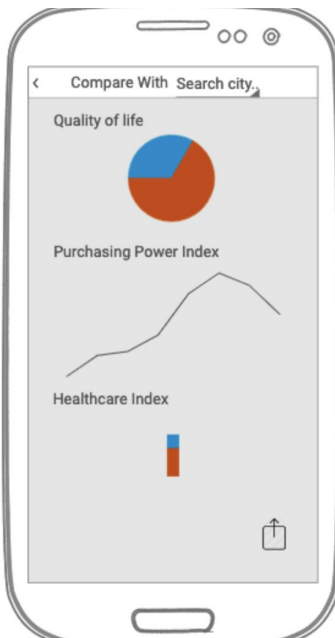 < Compare With Search city..
Quality of life
Purchasing Power Index
Healthcare Index